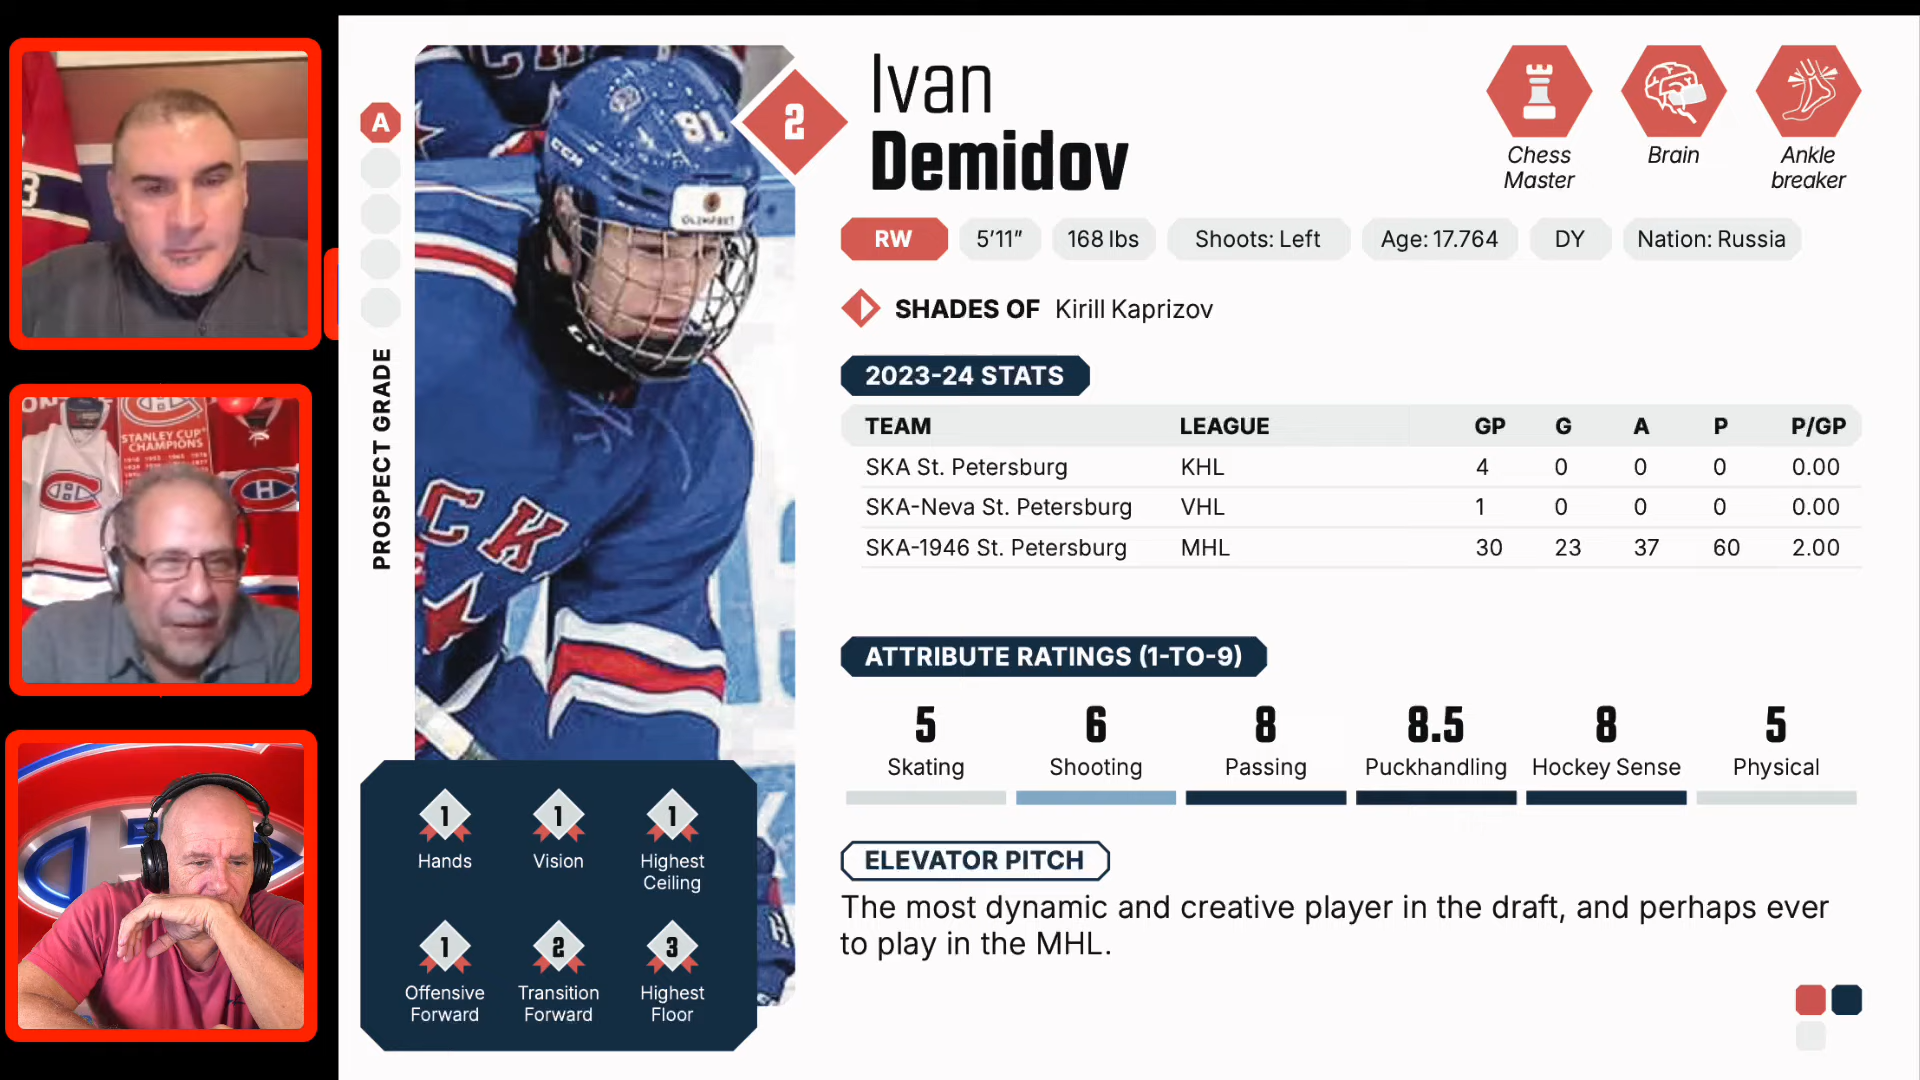 A
PROSPECT GRADE
2
Ivan
Demidov
Chess
Master
Brain
Ankle
breaker
RW
5'11"
168 lbs
Shoots: Left
Age: 17.764
DY
Nation: Russia
SHADES OF Kirill Kaprizov
2023-24 STATS
TEAM LEAGUE GP G A P P/GP
SKA St. Petersburg KHL 4 0 0 0 0.00
SKA-Neva St. Petersburg VHL 1 0 0 0 0.00
SKA-1946 St. Petersburg MHL 30 23 37 60 2.00
ATTRIBUTE RATINGS (1-TO-9)
5 6 8 8.5 8 5
Skating Shooting Passing Puckhandling Hockey Sense Physical
ELEVATOR PITCH
The most dynamic and creative player in the draft, and perhaps ever
to play in the MHL.
1 1 1
Hands Vision Highest
Ceiling
1 2 3
Offensive Transition Highest
Forward Forward Floor
91
CCM
CK
STANLEY CUP
CHAMPIONS
3